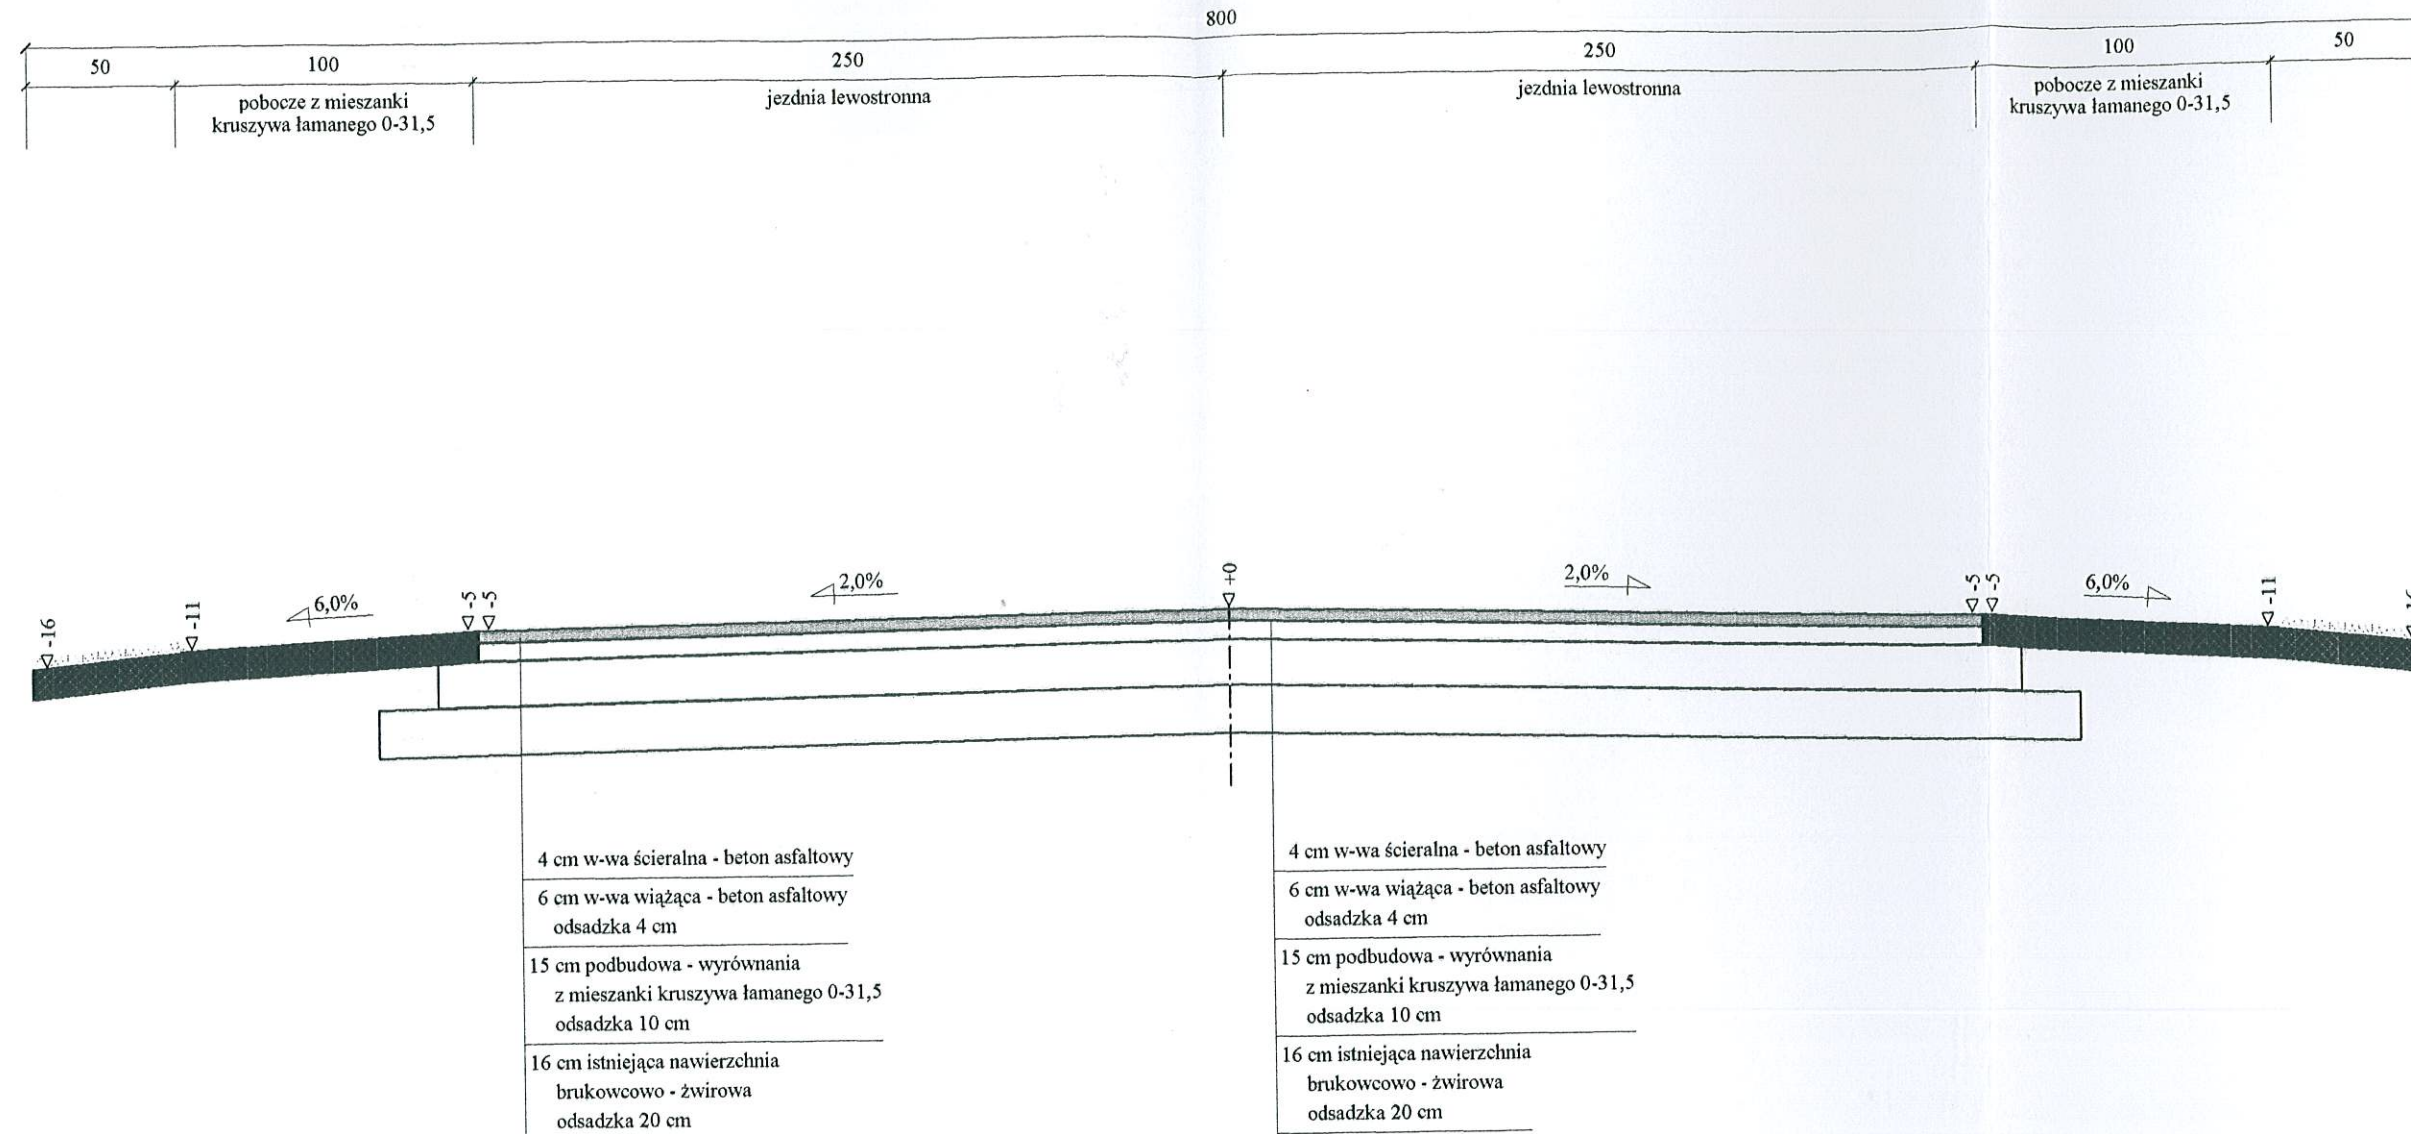 800
50 100 250 250 100 50
pobocze z mieszanki
kruszywa łamanego 0-31,5
jezdnia lewostronna
jezdnia lewostronna
pobocze z mieszanki
kruszywa łamanego 0-31,5
-16
-11
6,0%
-5
-5
2,0%
+0
2,0%
-5
-5
6,0%
-11
4 cm w-wa ścieralna - beton asfaltowy
6 cm w-wa wiążąca - beton asfaltowy
odsadzka 4 cm
15 cm podbudowa - wyrównania
z mieszanki kruszywa łamanego 0-31,5
odsadzka 10 cm
16 cm istniejąca nawierzchnia
brukowcowo - żwirowa
odsadzka 20 cm
4 cm w-wa ścieralna - beton asfaltowy
6 cm w-wa wiążąca - beton asfaltowy
odsadzka 4 cm
15 cm podbudowa - wyrównania
z mieszanki kruszywa łamanego 0-31,5
odsadzka 10 cm
16 cm istniejąca nawierzchnia
brukowcowo - żwirowa
odsadzka 20 cm